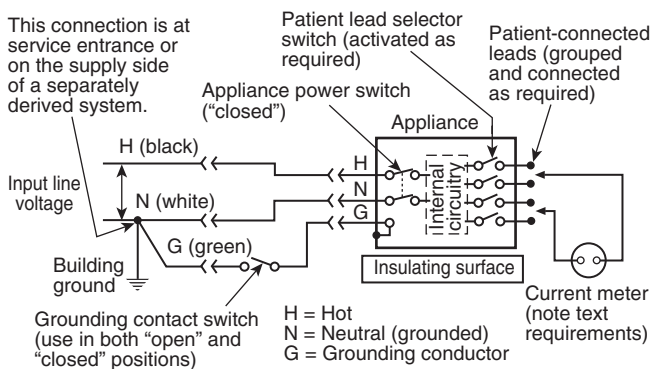 This connection is at
service entrance or
on the supply side
of a separately
derived system.
Patient lead selector
switch (activated as
required)
Patient-connected
leads (grouped
and connected
as required)
Appliance power switch
(“closed”)
Appliance
H (black)
H
Input line
voltage
N (white)
N
G
Internal
circuitry
G (green)
Building
ground
Insulating surface
Grounding contact switch
(use in both “open” and
“closed” positions)
H = Hot
N = Neutral (grounded)
G = Grounding conductor
Current meter
(note text
requirements)